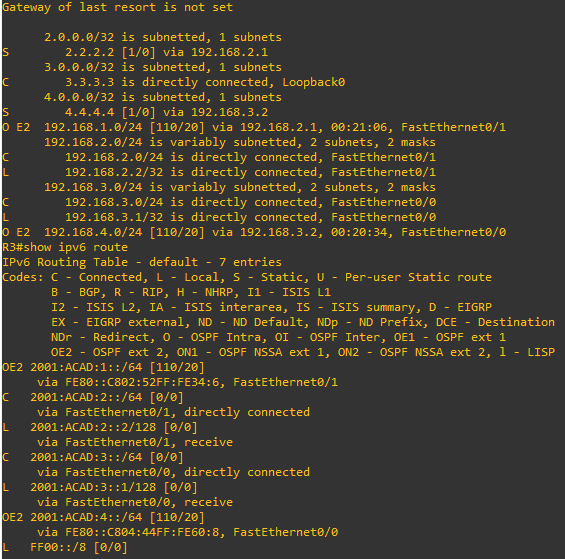 Gateway of last resort is not set
2.0.0.0/32 is subnetted, 1 subnets
S 2.2.2.2 [1/0] via 192.168.2.1
3.0.0.0/32 is subnetted, 1 subnets
C 3.3.3.3 is directly connected, Loopback0
4.0.0.0/32 is subnetted, 1 subnets
S 4.4.4.4 [1/0] via 192.168.3.2
O E2 192.168.1.0/24 [110/20] via 192.168.2.1, 00:21:06, FastEthernet0/1
192.168.2.0/24 is variably subnetted, 2 subnets, 2 masks
C 192.168.2.0/24 is directly connected, FastEthernet0/1
L 192.168.2.2/32 is directly connected, FastEthernet0/1
192.168.3.0/24 is variably subnetted, 2 subnets, 2 masks
C 192.168.3.0/24 is directly connected, FastEthernet0/0
L 192.168.3.1/32 is directly connected, FastEthernet0/0
O E2 192.168.4.0/24 [110/20] via 192.168.3.2, 00:20:34, FastEthernet0/0
R3#show ipv6 route
IPv6 Routing Table - default - 7 entries
Codes: C - Connected, L - Local, S - Static, U - Per-user Static route
B - BGP, R - RIP, H - NHRP, I1 - ISIS L1
I2 - ISIS L2, IA - ISIS interarea, IS - ISIS summary, D - EIGRP
EX - EIGRP external, ND - ND Default, NDp - ND Prefix, DCE - Destination
NDr - Redirect, O - OSPF Intra, OI - OSPF Inter, OE1 - OSPF ext 1
OE2 - OSPF ext 2, ON1 - OSPF NSSA ext 1, ON2 - OSPF NSSA ext 2, l - LISP
OE2 2001:ACAD:1::/64 [110/20]
via FE80::C802:52FF:FE34:6, FastEthernet0/1
C 2001:ACAD:2::/64 [0/0]
via FastEthernet0/1, directly connected
L 2001:ACAD:2::2/128 [0/0]
via FastEthernet0/1, receive
C 2001:ACAD:3::/64 [0/0]
via FastEthernet0/0, directly connected
L 2001:ACAD:3::1/128 [0/0]
via FastEthernet0/0, receive
OE2 2001:ACAD:4::/64 [110/20]
via FE80::C804:44FF:FE60:8, FastEthernet0/0
L FF00::/8 [0/0]